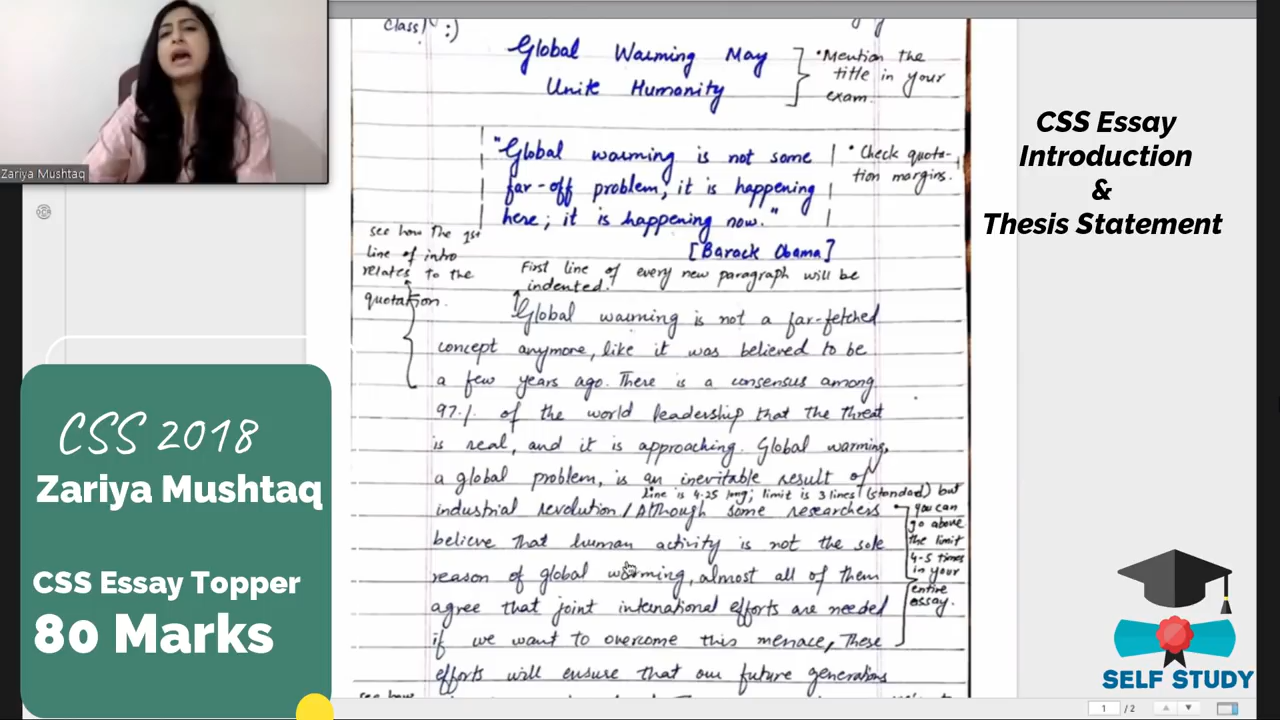 Class! :)
Global Warming May
Unite Humanity
• Mention the
title in your
exam.
"Global warming is not some
far-off problem; it is happening
here; it is happening now."
[Barack Obama]
• Check quota-
tion margins.
see how the 1st
line of intro
relates to the
quotation.
First line of every new paragraph will be
indented.
Global warming is not a far-fetched
concept anymore, like it was believed to be
a few years ago. There is a consensus among
97% of the world leadership that the threat
is real, and it is approaching. Global warming,
a global problem, is an inevitable result of
line is 4.25 long; limit is 3 lines (standard) but
industrial revolution / Although some researchers
believe that human activity is not the sole
reason of global warming, almost all of them
agree that joint international efforts are needed
if we want to overcome this menace, These
efforts will ensure that our future generations
you can
go above
the limit
4-5 times
in your
entire
essay.
see how
Zariya Mushtaq
CSS Essay
Introduction
&
Thesis Statement
CSS 2018
Zariya Mushtaq
CSS Essay Topper
80 Marks
SELF STUDY
1 / 2